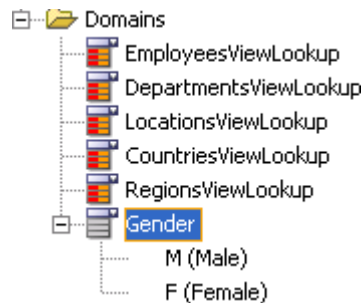 Domains
EmployeesViewLookup
DepartmentsViewLookup
LocationsViewLookup
CountriesViewLookup
RegionsViewLookup
Gender
M (Male)
F (Female)